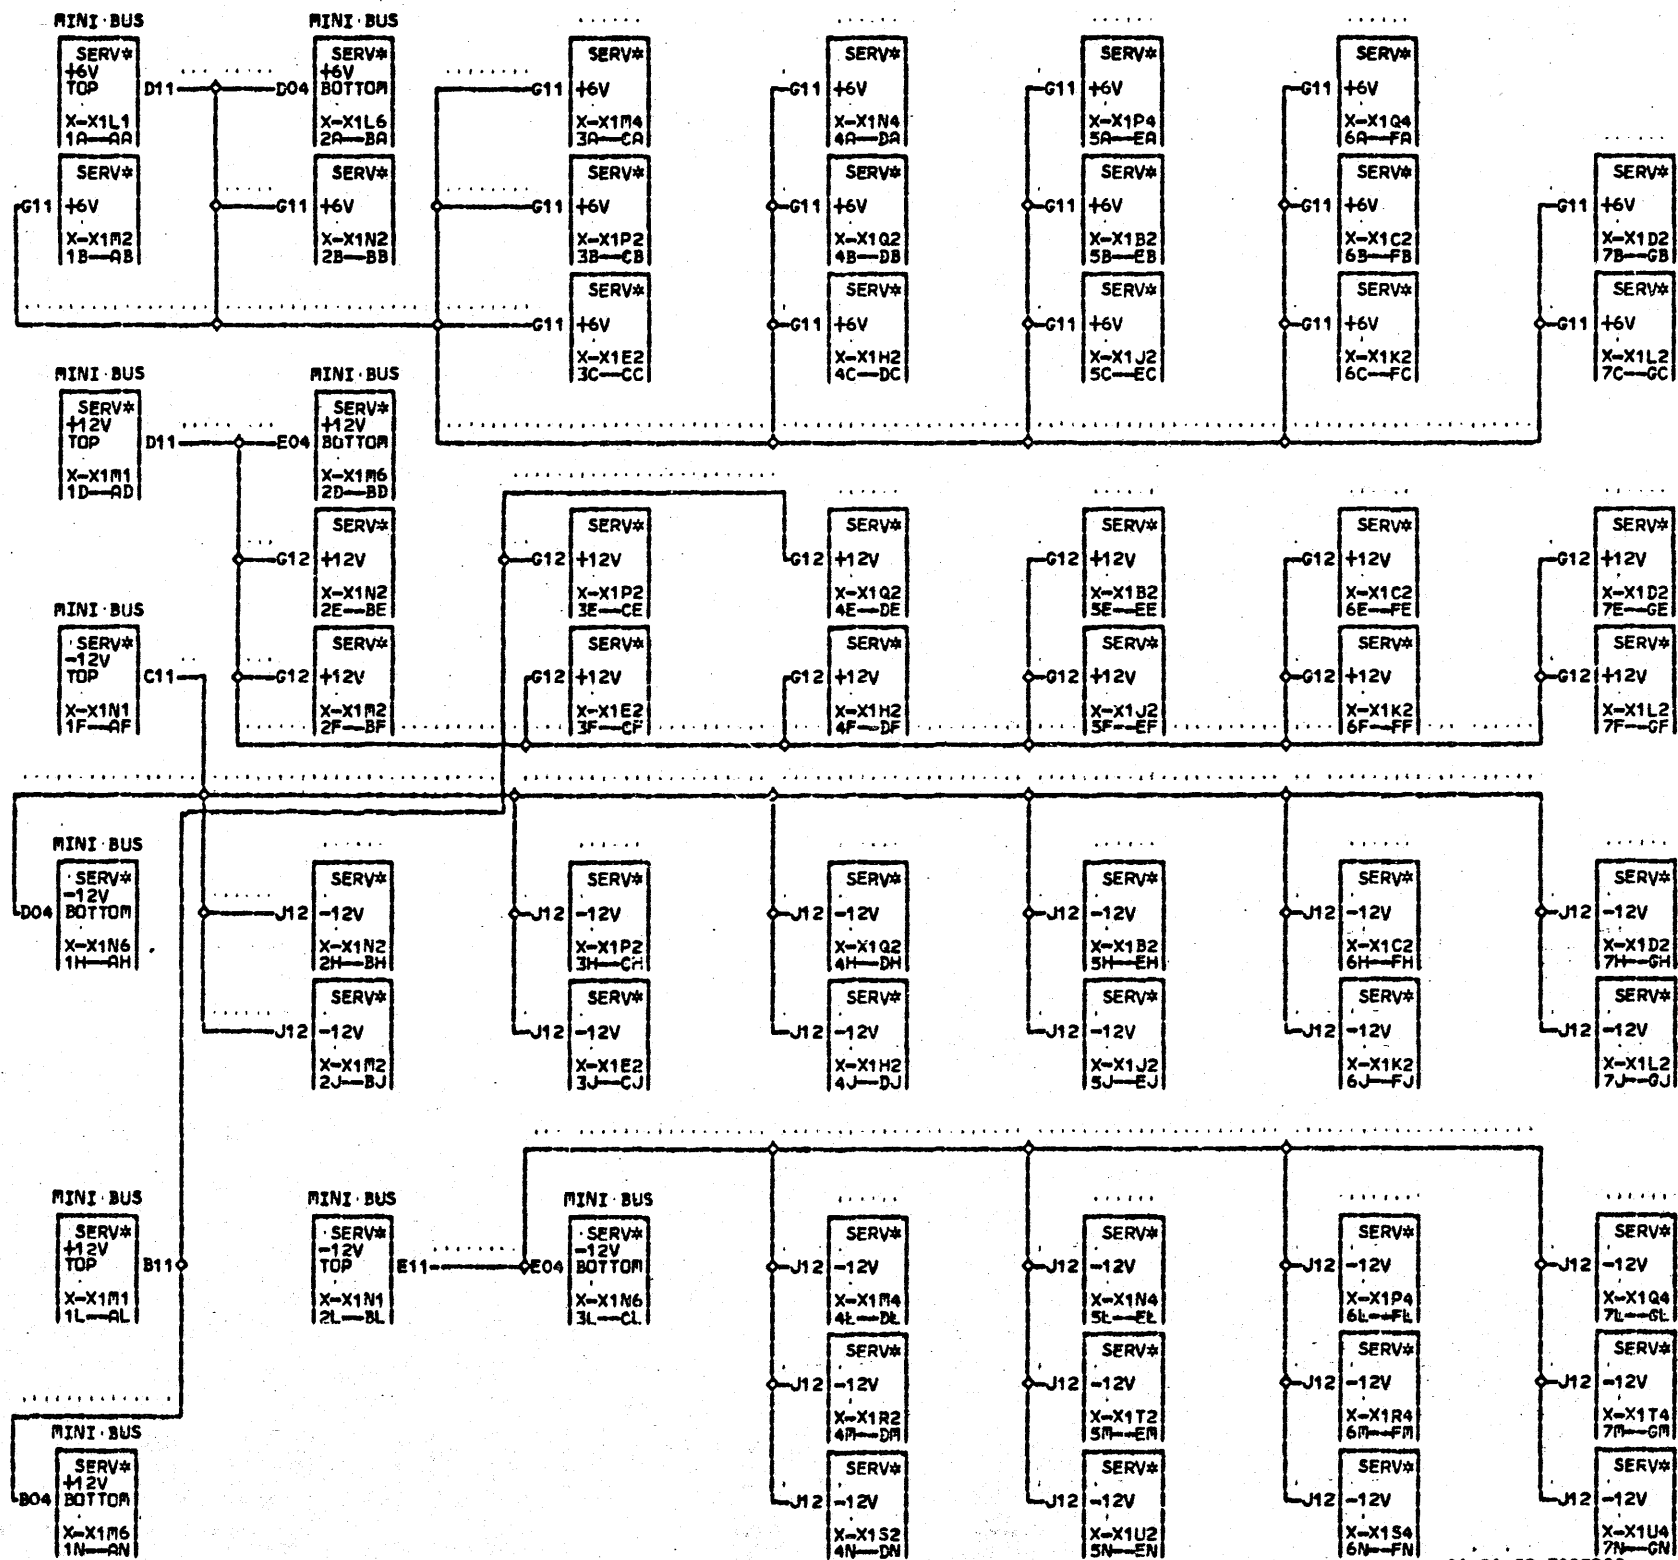 MINI·BUS MINI·BUS
SERV* SERV* SERV* SERV* SERV* SERV*
+6V +6V
TOP D11 D04 BOTTOM G11 +6V G11 +6V G11 +6V G11 +6V
X-X1L1 X-X1L6 X-X1M4 X-X1N4 X-X1P4 X-X1Q4
1A—AA 2A—BA 3A—CA 4A—DA 5A—EA 6A—FA
SERV* SERV* SERV* SERV* SERV* SERV* SERV*
G11 +6V G11 +6V G11 +6V G11 +6V G11 +6V G11 +6V G11 +6V
X-X1M2 X-X1N2 X-X1P2 X-X1Q2 X-X1B2 X-X1C2 X-X1D2
1B—AB 2B—BB 3B—CB 4B—DB 5B—EB 6B—FB 7B—GB
SERV* SERV* SERV* SERV* SERV*
G11 +6V G11 +6V G11 +6V G11 +6V G11 +6V
X-X1E2 X-X1H2 X-X1J2 X-X1K2 X-X1L2
3C—CC 4C—DC 5C—EC 6C—FC 7C—GC
MINI·BUS MINI·BUS
SERV* SERV*
+12V +12V
TOP D11 E04 BOTTOM
X-X1M1 X-X1M6
1D—AD 2D—BD
SERV* SERV* SERV* SERV* SERV* SERV*
G12 +12V G12 +12V G12 +12V G12 +12V G12 +12V G12 +12V
X-X1N2 X-X1P2 X-X1Q2 X-X1B2 X-X1C2 X-X1D2
2E—BE 3E—CE 4E—DE 5E—EE 6E—FE 7E—GE
MINI·BUS
SERV* SERV* SERV* SERV* SERV* SERV* SERV*
-12V
TOP C11 G12 +12V G12 +12V G12 +12V G12 +12V G12 +12V G12 +12V
X-X1N1 X-X1M2 X-X1E2 X-X1H2 X-X1J2 X-X1K2 X-X1L2
1F—AF 2F—BF 3F—CF 4F—DF 5F—EF 6F—FF 7F—GF
MINI·BUS
SERV* SERV* SERV* SERV* SERV* SERV* SERV*
-12V
D04 BOTTOM J12 -12V J12 -12V J12 -12V J12 -12V J12 -12V J12 -12V
X-X1N6 X-X1N2 X-X1P2 X-X1Q2 X-X1B2 X-X1C2 X-X1D2
1H—AH 2H—BH 3H—CH 4H—DH 5H—EH 6H—FH 7H—GH
SERV* SERV* SERV* SERV* SERV* SERV*
J12 -12V J12 -12V J12 -12V J12 -12V J12 -12V J12 -12V
X-X1M2 X-X1E2 X-X1H2 X-X1J2 X-X1K2 X-X1L2
2J—BJ 3J—CJ 4J—DJ 5J—EJ 6J—FJ 7J—GJ
MINI·BUS MINI·BUS MINI·BUS
SERV* SERV* SERV* SERV* SERV* SERV* SERV*
+12V -12V -12V
TOP B11 TOP E11 E04 BOTTOM J12 -12V J12 -12V J12 -12V J12 -12V
X-X1M1 X-X1N1 X-X1N6 X-X1M4 X-X1N4 X-X1P4 X-X1Q4
1L—AL 2L—BL 3L—CL 4L—DL 5L—EL 6L—FL 7L—GL
SERV* SERV* SERV* SERV*
J12 -12V J12 -12V J12 -12V J12 -12V
X-X1R2 X-X1T2 X-X1R4 X-X1T4
4M—DM 5M—EM 6M—FM 7M—GM
MINI·BUS
SERV* SERV* SERV* SERV* SERV*
+12V
B04 BOTTOM J12 -12V J12 -12V J12 -12V J12 -12V
X-X1M6 X-X1S2 X-X1U2 X-X1S4 X-X1U4
1N—AN 4N—DN 5N—EN 6N—FN 7N—GN